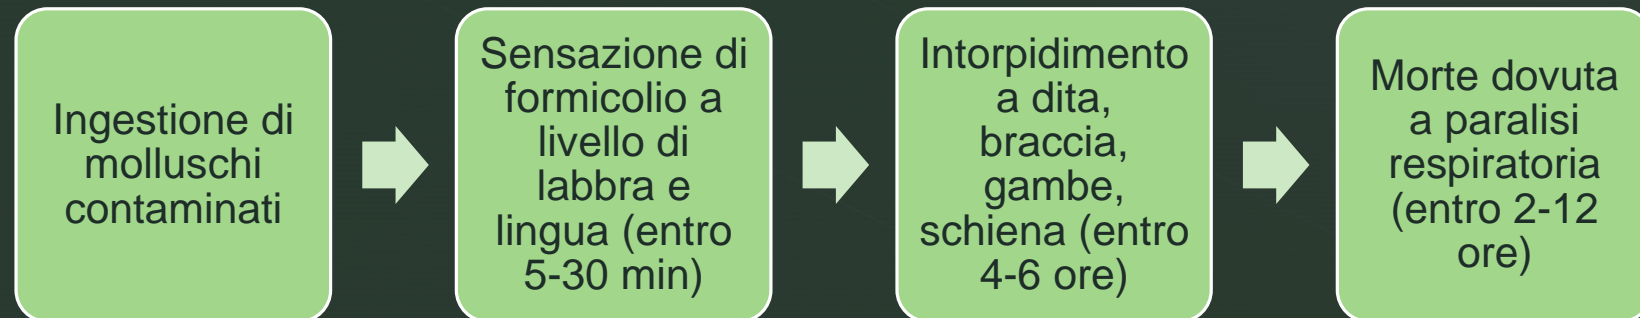 Ingestione di
molluschi
contaminati
Sensazione di
formicolio a
livello di
labbra e
lingua (entro
5-30 min)
Intorpidimento
a dita,
braccia,
gambe,
schiena (entro
4-6 ore)
Morte dovuta
a paralisi
respiratoria
(entro 2-12
ore)